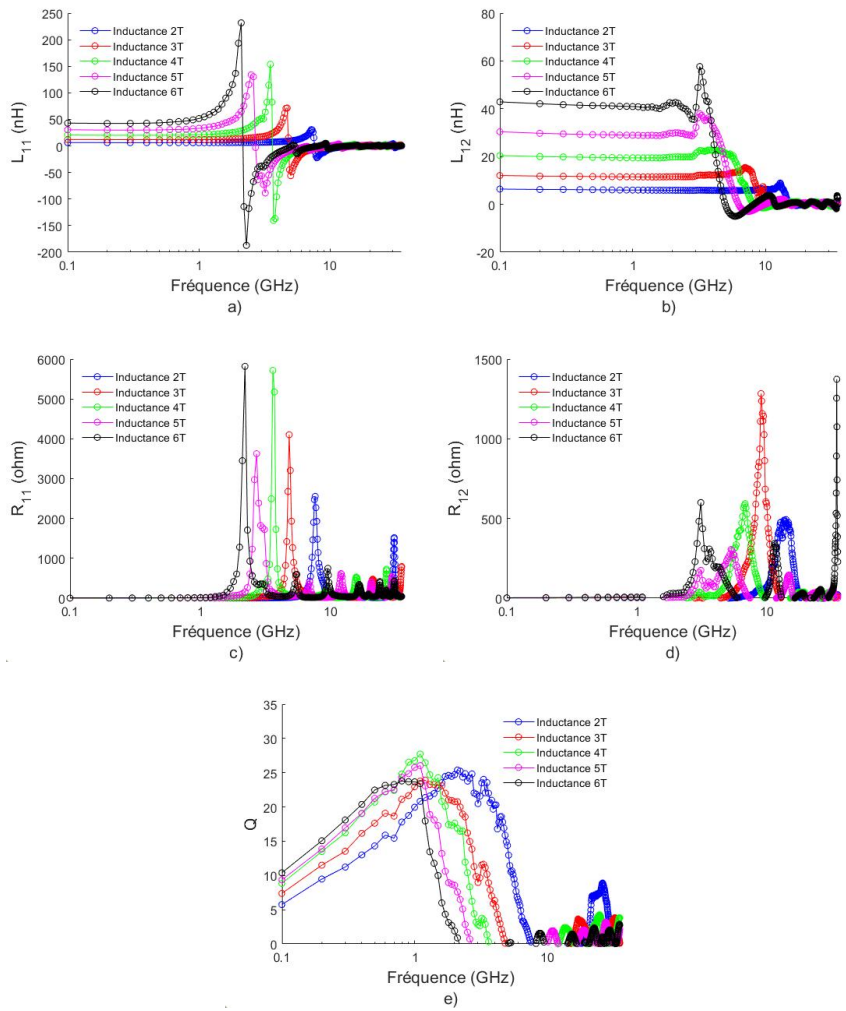 250
200
150
100
50
0
-50
-100
-150
-200
L11 (nH)
Inductance 2T
Inductance 3T
Inductance 4T
Inductance 5T
Inductance 6T
0.1
1
10
Fréquence (GHz)
a)
80
60
40
20
0
-20
L12 (nH)
Inductance 2T
Inductance 3T
Inductance 4T
Inductance 5T
Inductance 6T
0.1
1
10
Fréquence (GHz)
b)
6000
5000
4000
3000
2000
1000
0
R11 (ohm)
Inductance 2T
Inductance 3T
Inductance 4T
Inductance 5T
Inductance 6T
0.1
1
10
Fréquence (GHz)
c)
1500
1000
500
0
R12 (ohm)
Inductance 2T
Inductance 3T
Inductance 4T
Inductance 5T
Inductance 6T
0.1
1
10
Fréquence (GHz)
d)
35
30
25
20
15
10
5
0
Q
Inductance 2T
Inductance 3T
Inductance 4T
Inductance 5T
Inductance 6T
0.1
1
10
Fréquence (GHz)
e)